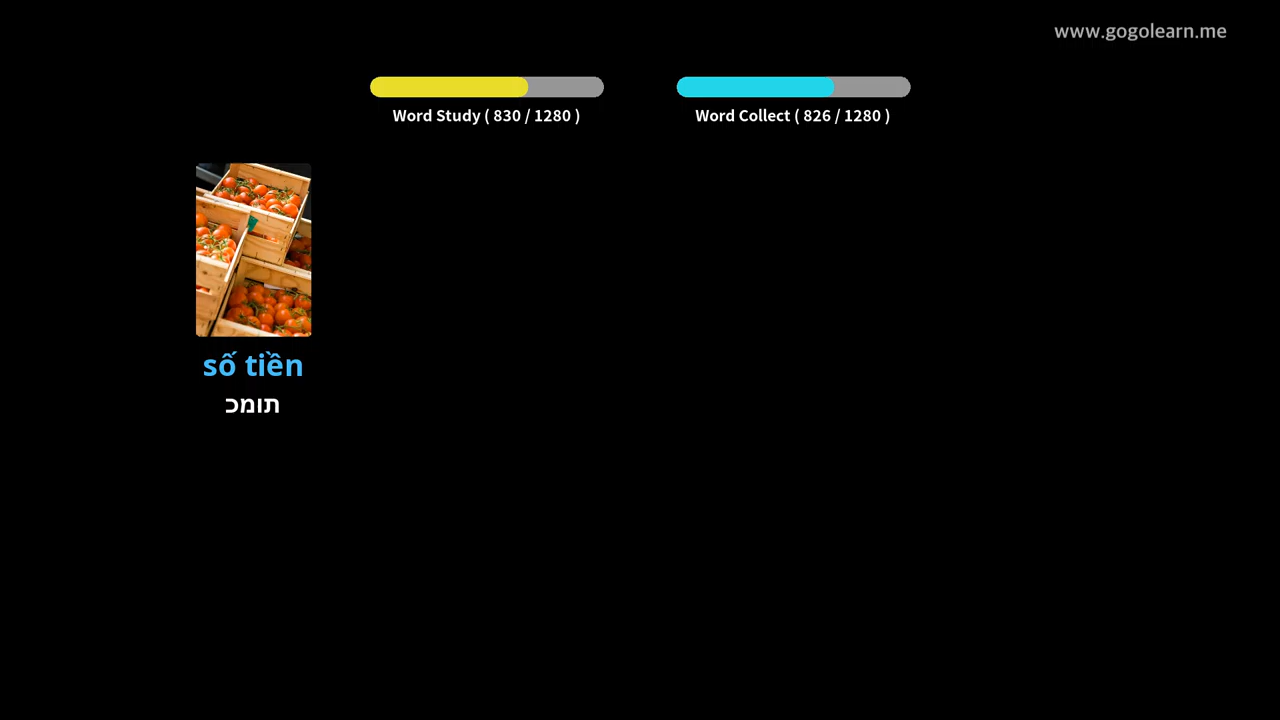 www.gogolearn.me
Word Study ( 830 / 1280 )
Word Collect ( 826 / 1280 )
số tiền
תומכ